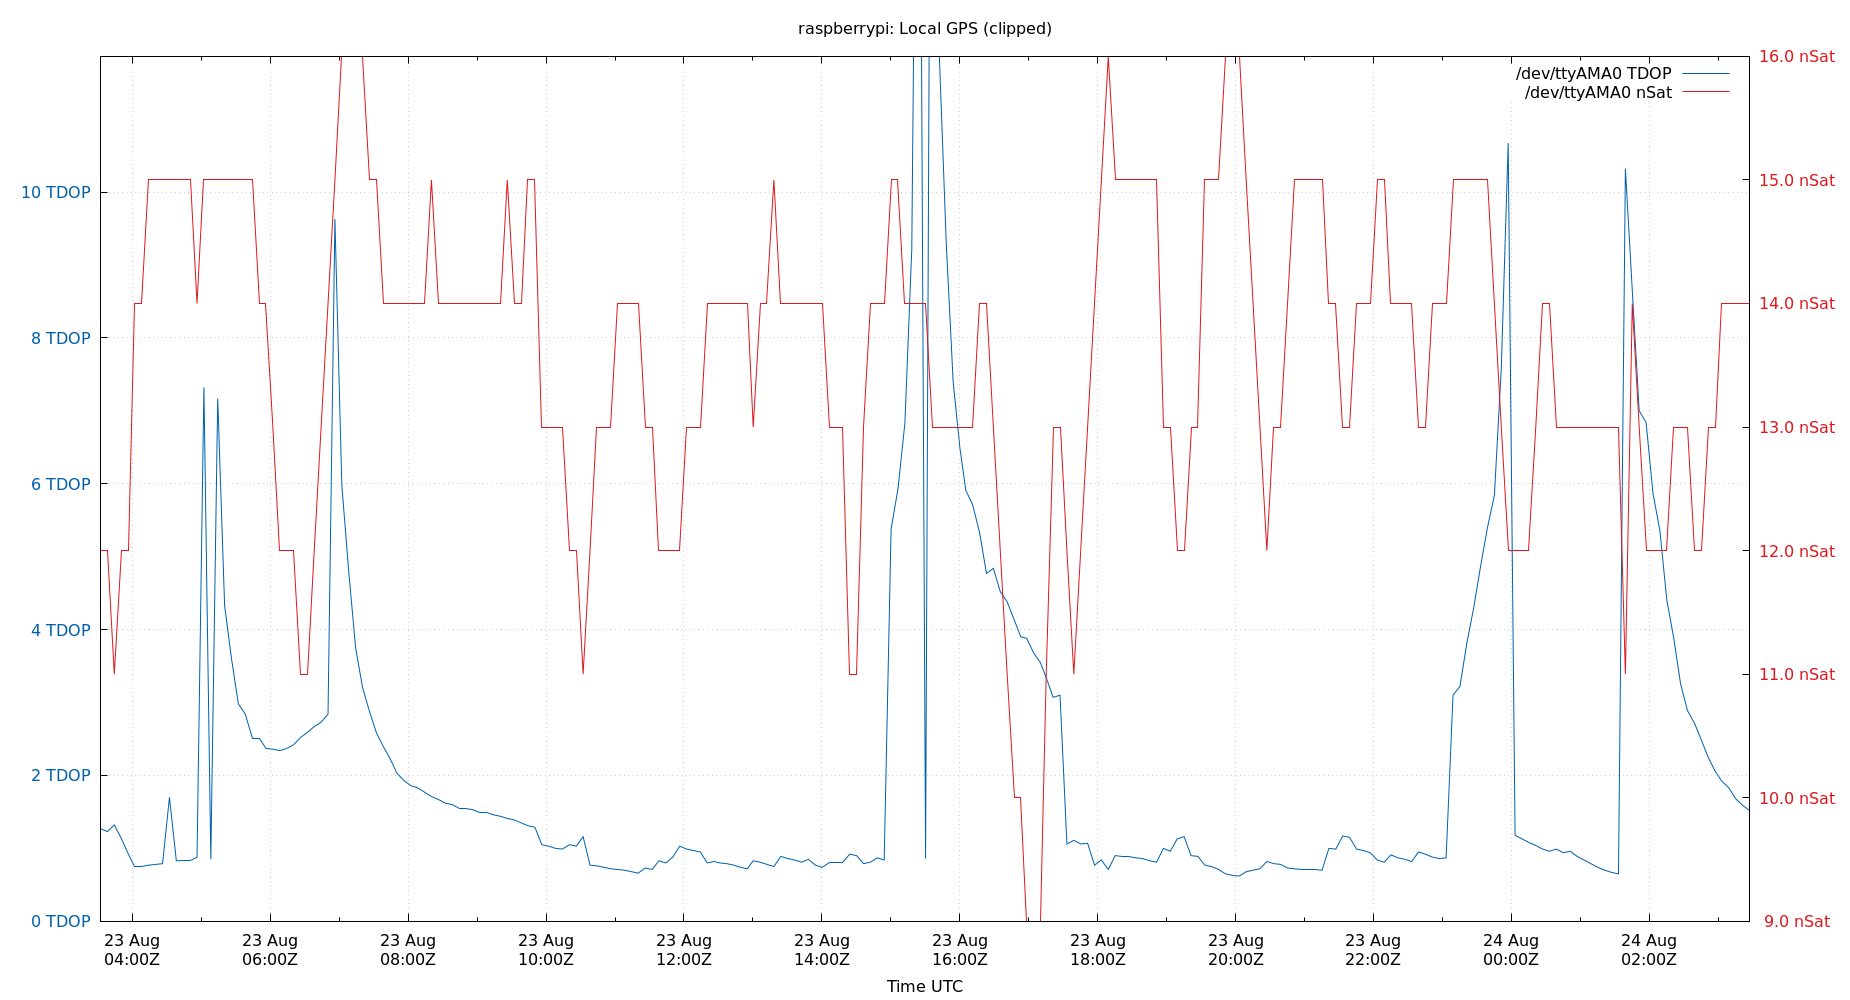 raspberrypi: Local GPS (clipped)
/dev/ttyAMA0 TDOP
/dev/ttyAMA0 nSat
10 TDOP
8 TDOP
6 TDOP
4 TDOP
2 TDOP
0 TDOP
16.0 nSat
15.0 nSat
14.0 nSat
13.0 nSat
12.0 nSat
11.0 nSat
10.0 nSat
9.0 nSat
23 Aug 23 Aug 23 Aug 23 Aug 23 Aug 23 Aug 23 Aug 23 Aug 23 Aug 23 Aug 24 Aug 24 Aug
04:00Z 06:00Z 08:00Z 10:00Z 12:00Z 14:00Z 16:00Z 18:00Z 20:00Z 22:00Z 00:00Z 02:00Z
Time UTC